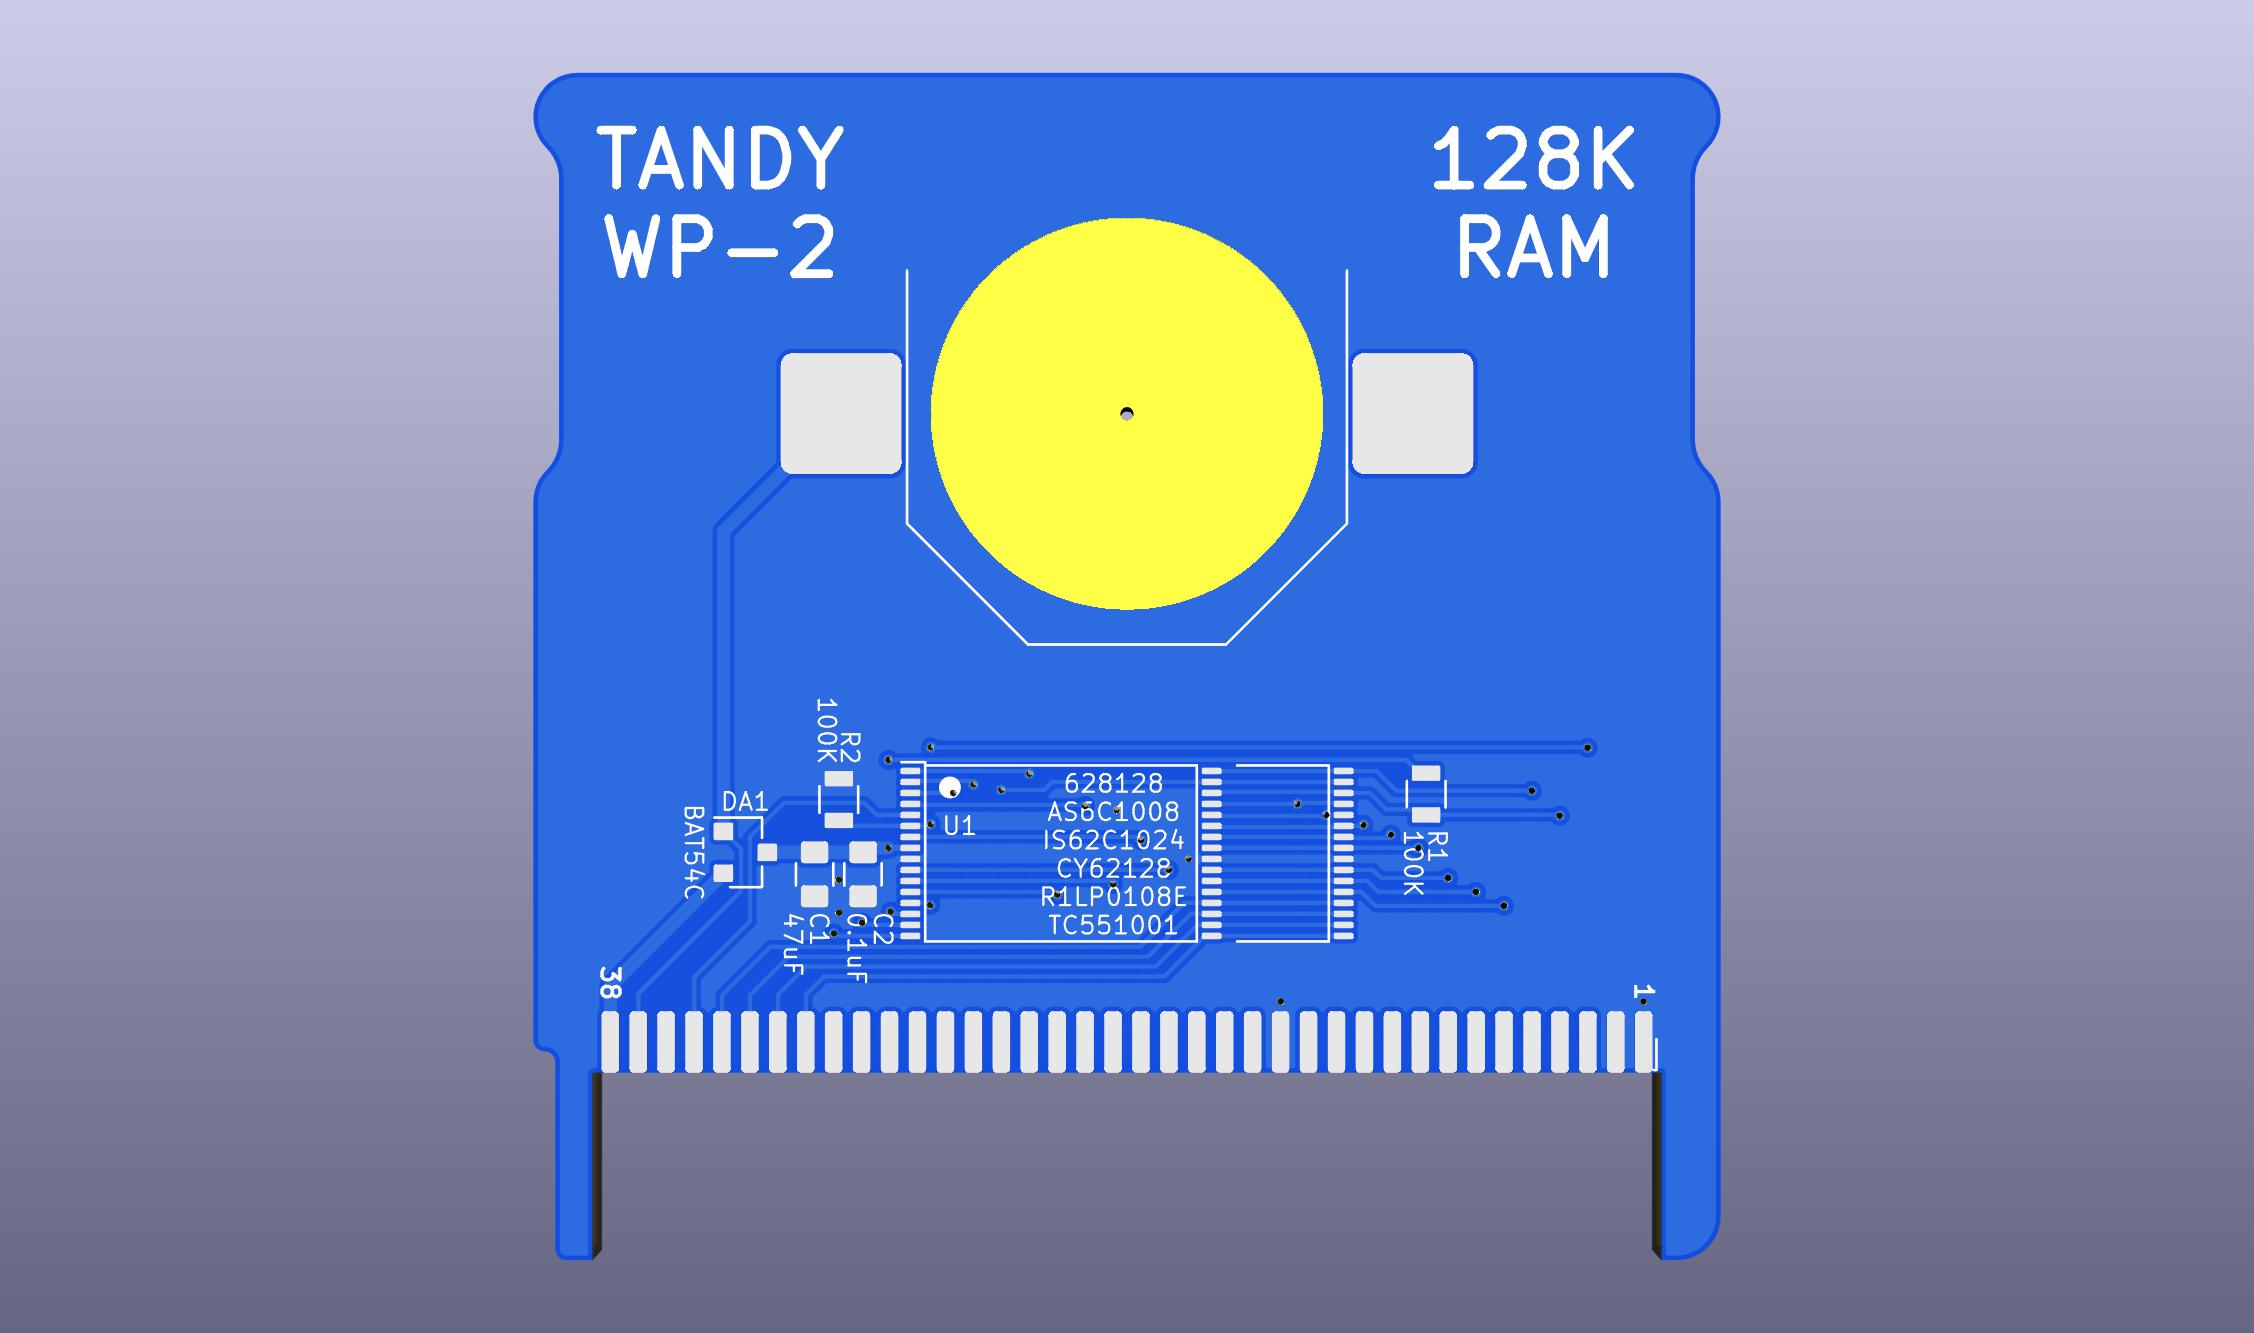 TANDY
WP-2
128K
RAM
R2
100K
DA1
BAT54C
U1
628128
AS6C1008
IS62C1024
CY62128
R1LP0108E
TC551001
R1
100K
C1
47uF
C2
0.1uF
38
1